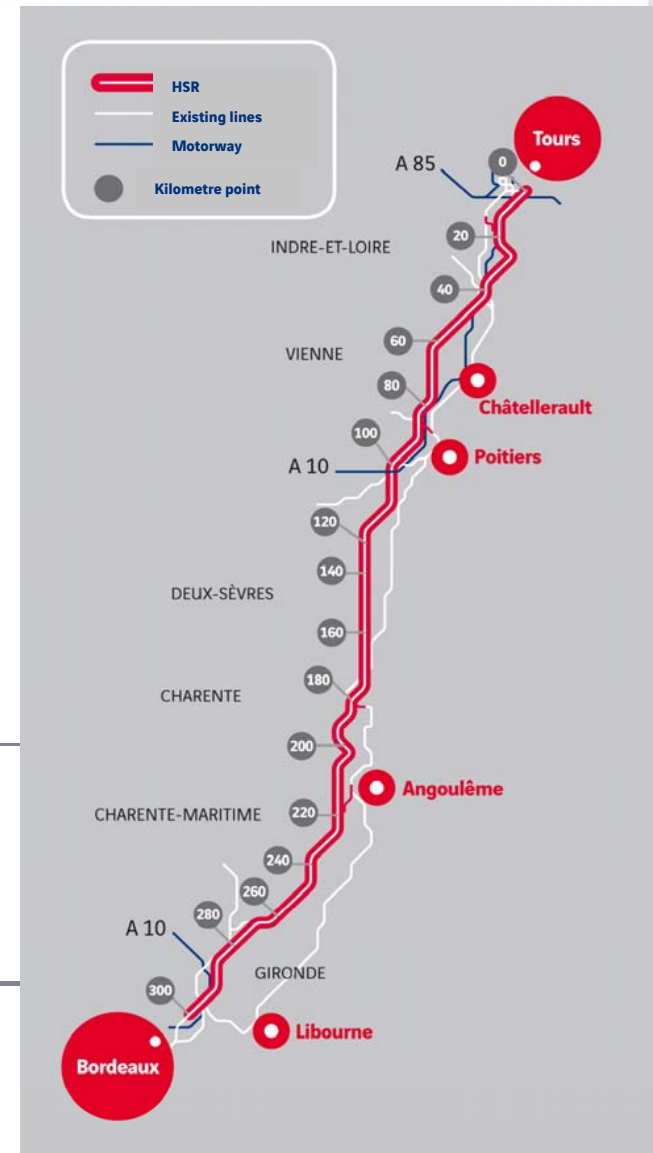 HSR
Existing lines
Motorway
Kilometre point
Tours
0
A 85
20
INDRE-ET-LOIRE
40
60
VIENNE
80
Châtellerault
100
Poitiers
A 10
120
140
DEUX-SÈVRES
160
180
CHARENTE
200
Angoulême
220
CHARENTE-MARITIME
240
260
280
A 10
GIRONDE
300
Libourne
Bordeaux